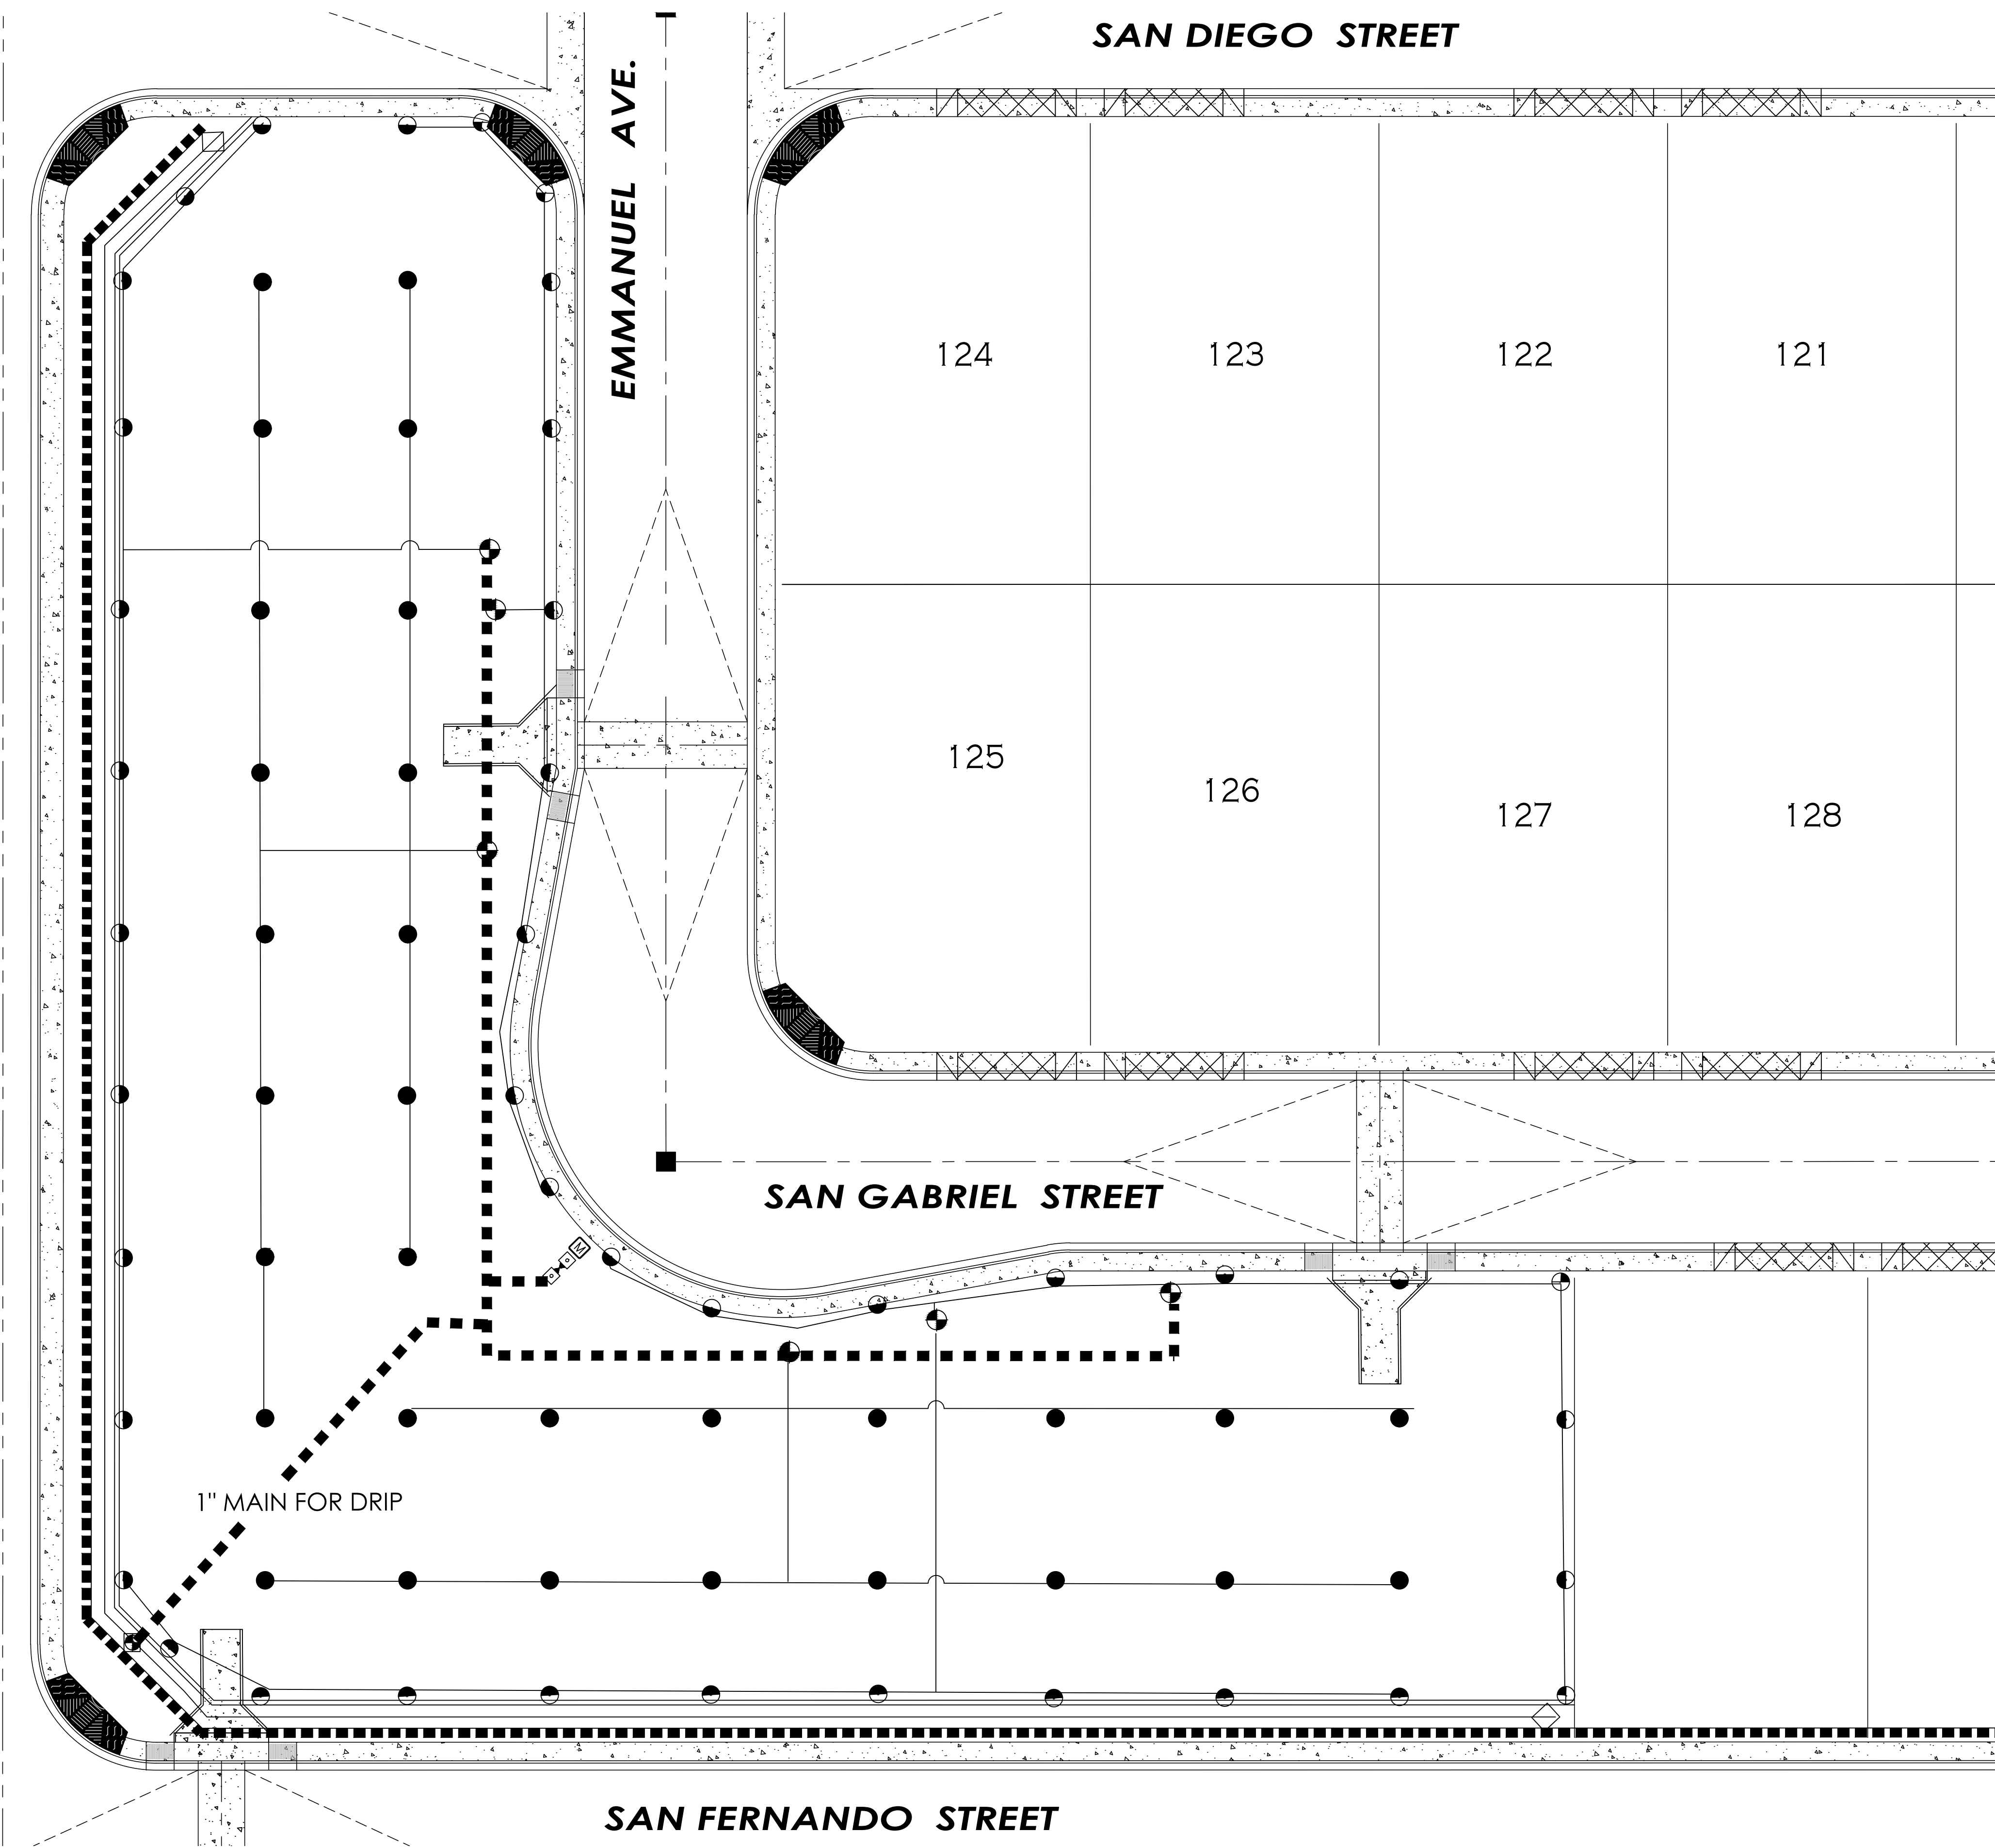 SAN DIEGO STREET
EMMANUEL AVE.
124
123
122
121
125
126
127
128
SAN GABRIEL STREET
M
1" MAIN FOR DRIP
SAN FERNANDO STREET